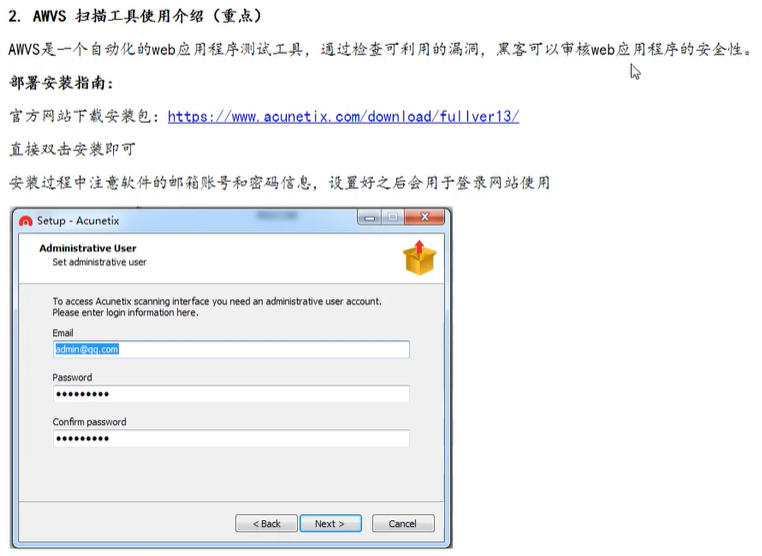 2. AWVS 扫描工具使用介绍（重点）
AWVS是一个自动化的web应用程序测试工具，通过检查可利用的漏洞，黑客可以审核web应用程序的安全性。
部署安装指南：
官方网站下载安装包：https://www.acunetix.com/download/fullver13/
直接双击安装即可
安装过程中注意软件的邮箱账号和密码信息，设置好之后会用于登录网站使用
Setup - Acunetix
Administrative User
Set administrative user
To access Acunetix scanning interface you need an administrative user account.
Please enter login information here.
Email
admin@qq.com
Password
●●●●●●●●●
Confirm password
●●●●●●●●●
< Back Next > Cancel